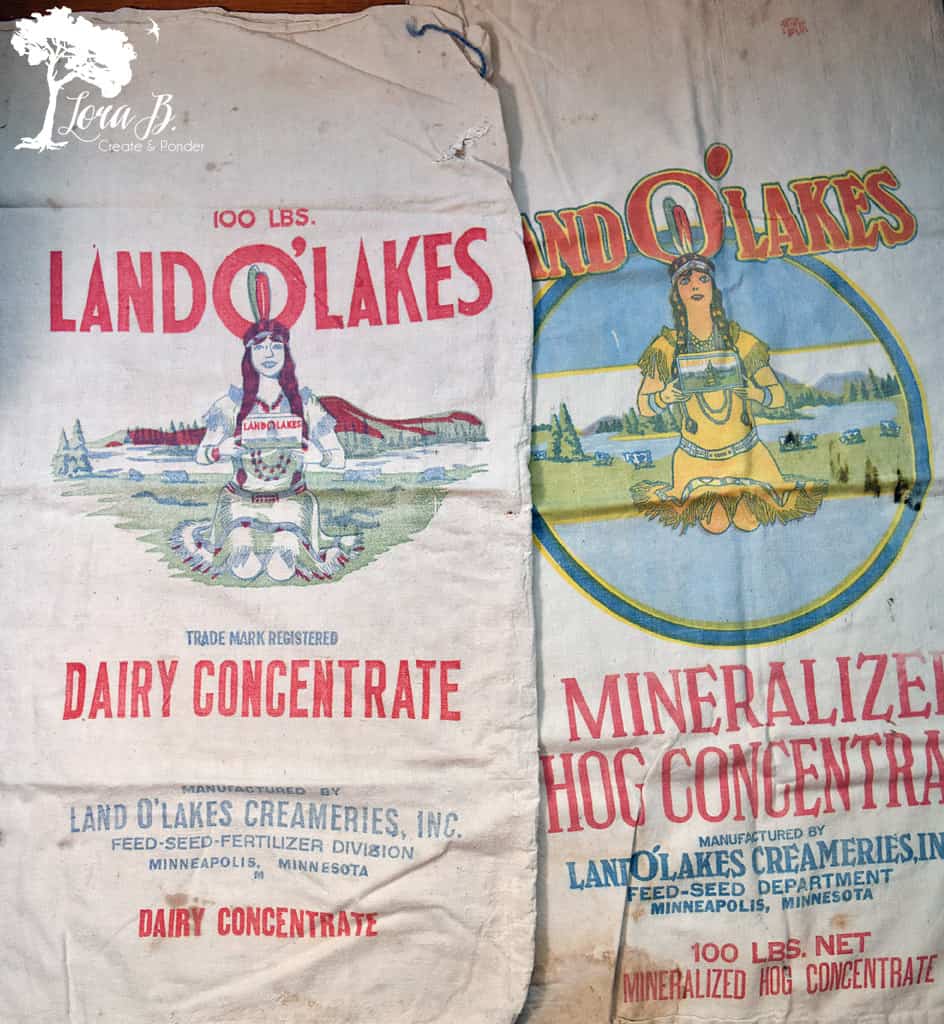 Lora B.
Create & Ponder
100 LBS.
LAND O'LAKES
LAND O LAKES
TRADE MARK REGISTERED
DAIRY CONCENTRATE
MANUFACTURED BY
LAND O'LAKES CREAMERIES, INC.
FEED-SEED-FERTILIZER DIVISION
MINNEAPOLIS, MINNESOTA
M
DAIRY CONCENTRATE
AND O'LAKES
MINERALIZE
HOG CONCENTRA
MANUFACTURED BY
LAND O'LAKES CREAMERIES, IN
FEED-SEED DEPARTMENT
MINNEAPOLIS, MINNESOTA
100 LBS. NET
MINERALIZED HOG CONCENTRATE